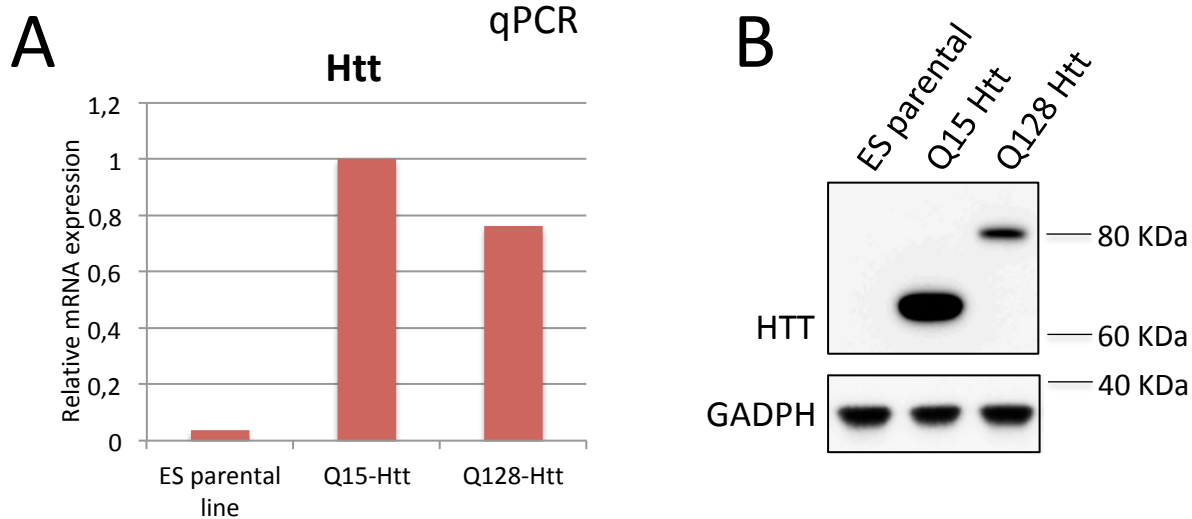 A
qPCR
Htt
Relative mRNA expression
1,2
1
0,8
0,6
0,4
0,2
0
ES parental line
Q15-Htt
Q128-Htt
B
ES parental
Q15 Htt
Q128 Htt
80 KDa
HTT
60 KDa
40 KDa
GADPH